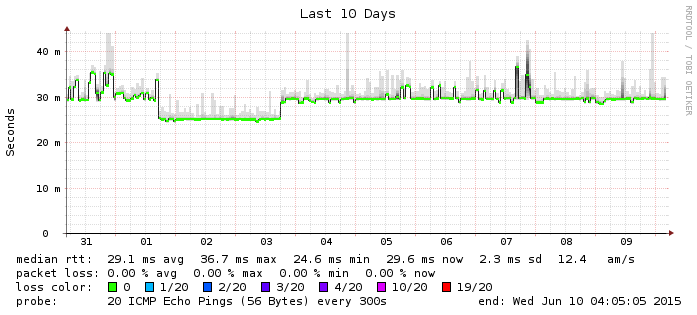 Last 10 Days
RRDTOOL / TOBI OETIKER
Seconds
40 m
30 m
20 m
10 m
0
31 01 02 03 04 05 06 07 08 09
median rtt: 29.1 ms avg 36.7 ms max 24.6 ms min 29.6 ms now 2.3 ms sd 12.4 am/s
packet loss: 0.00 % avg 0.00 % max 0.00 % min 0.00 % now
loss color: 0 1/20 2/20 3/20 4/20 10/20 19/20
probe: 20 ICMP Echo Pings (56 Bytes) every 300s end: Wed Jun 10 04:05:05 2015